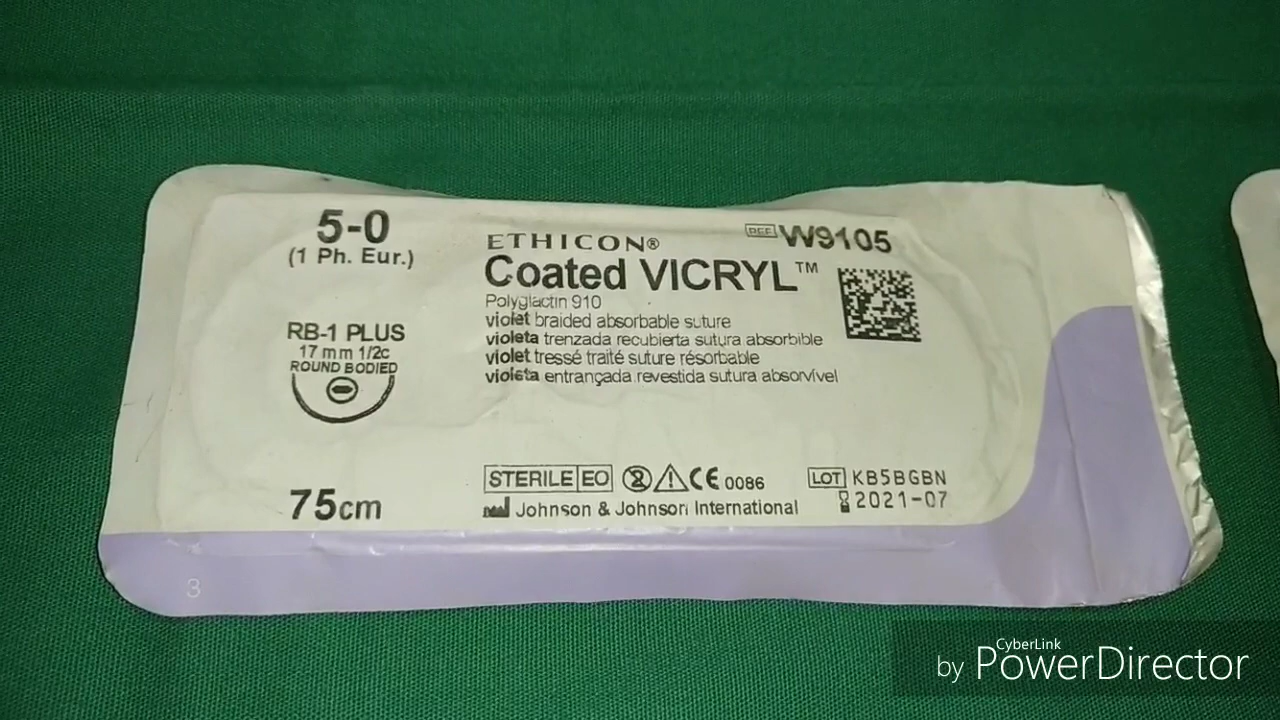 5-0
(1 Ph. Eur.)
RB-1 PLUS
17 mm 1/2c
ROUND BODIED
75cm
3
ETHICON®
REF W9105
Coated VICRYL™
Polyglactin 910
violet braided absorbable suture
violeta trenzada recubierta sutura absorbible
violet tressé traité suture résorbable
violeta entrançada revestida sutura absorvível
STERILE EO 2 CE 0086
Johnson & Johnson International
LOT KB5BGBN
2021-07
CyberLink
by PowerDirector